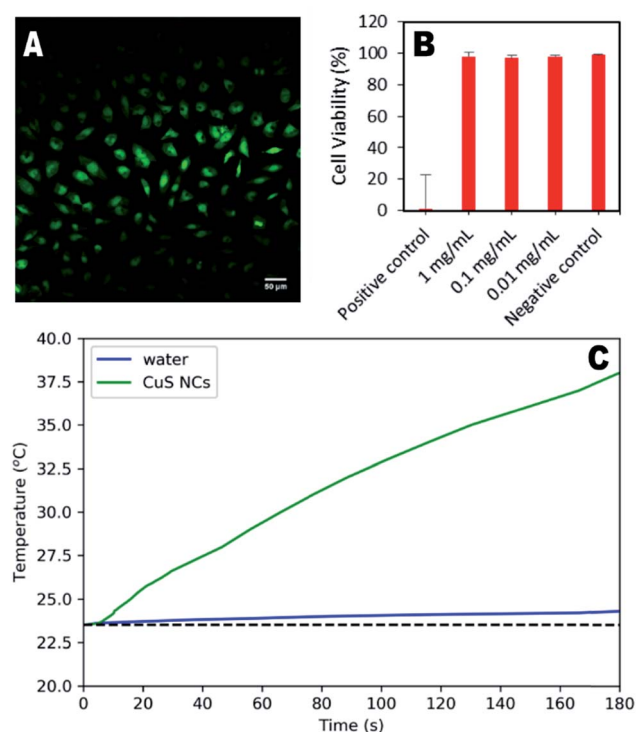 A
50 µm
B
Cell Viability (%)
120
100
80
60
40
20
0
Positive control
1 mg/mL
0.1 mg/mL
0.01 mg/mL
Negative control
C
water
CuS NCs
Temperature (°C)
40.0
37.5
35.0
32.5
30.0
27.5
25.0
22.5
20.0
0 20 40 60 80 100 120 140 160 180
Time (s)